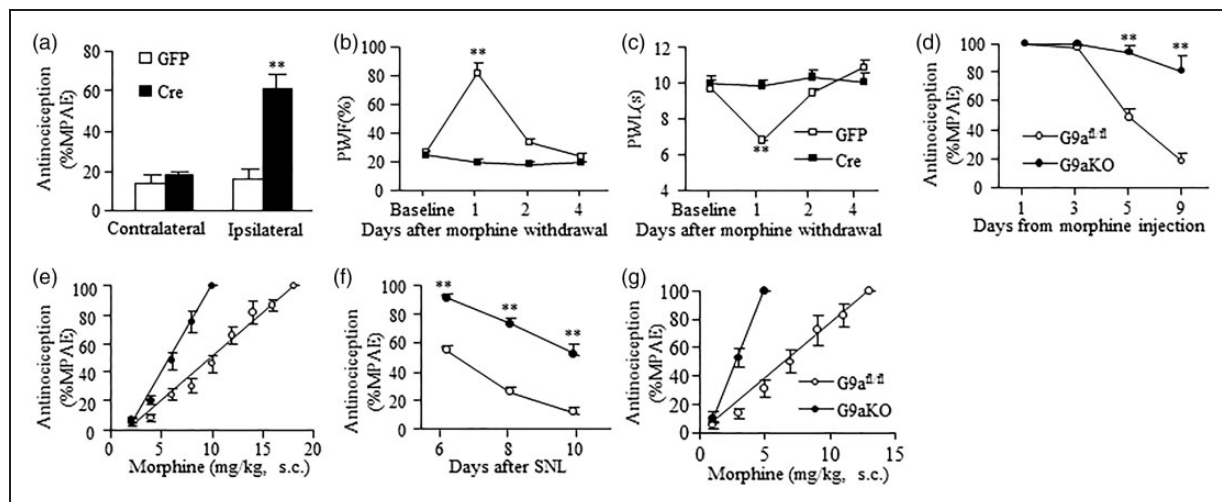 (a)
Antinociception
(%MPAE)
80
60
40
20
0
GFP
Cre
**
Contralateral
Ipsilateral
(b)
PWF(%)
100
80
60
40
20
0
**
Baseline 1 2 4
Days after morphine withdrawal
(c)
PWL(s)
12
10
8
6
4
2
0
**
GFP
Cre
Baseline 1 2 4
Days after morphine withdrawal
(d)
Antinociception
(%MPAE)
100
80
60
40
20
0
**
**
G9a fl/fl
G9aKO
1 3 5 9
Days from morphine injection
(e)
Antinociception
(%MPAE)
100
80
60
40
20
0
0 5 10 15 20
Morphine (mg/kg, s.c.)
(f)
Antinociception
(%MPAE)
100
80
60
40
20
0
**
**
**
6 8 10
Days after SNL
(g)
Antinociception
(%MPAE)
100
80
60
40
20
0
G9a fl/fl
G9aKO
0 5 10 15
Morphine (mg/kg, s.c.)